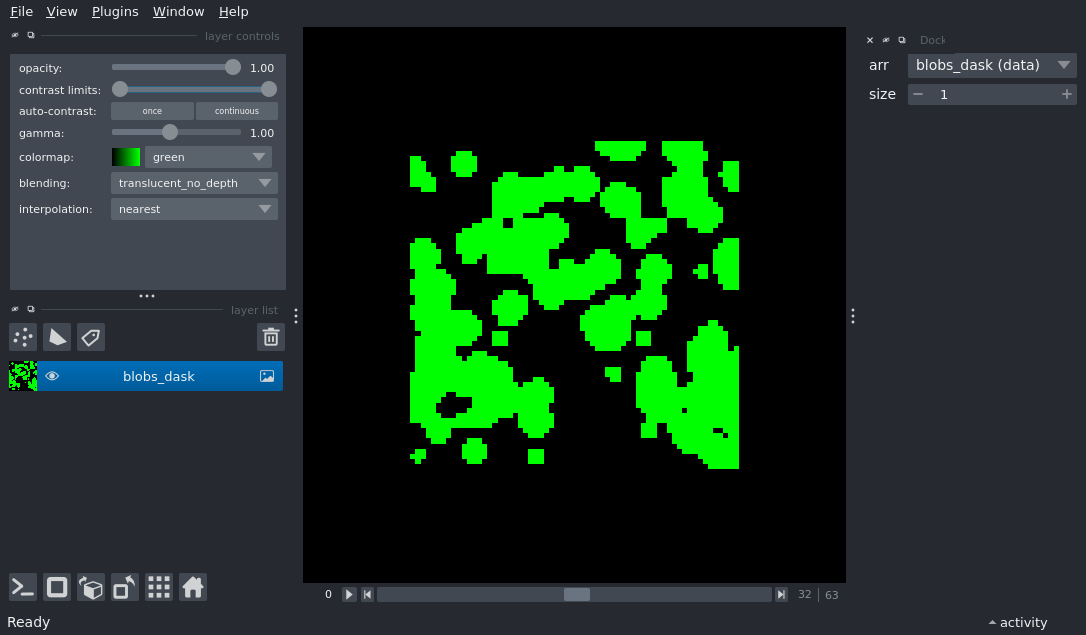 File View Plugins Window Help
layer controls
opacity: 1.00
contrast limits:
auto-contrast: once continuous
gamma: 1.00
colormap: green
blending: translucent_no_depth
interpolation: nearest
layer list
blobs_dask
0 32 63
Dock
arr blobs_dask (data)
size 1
Ready
activity